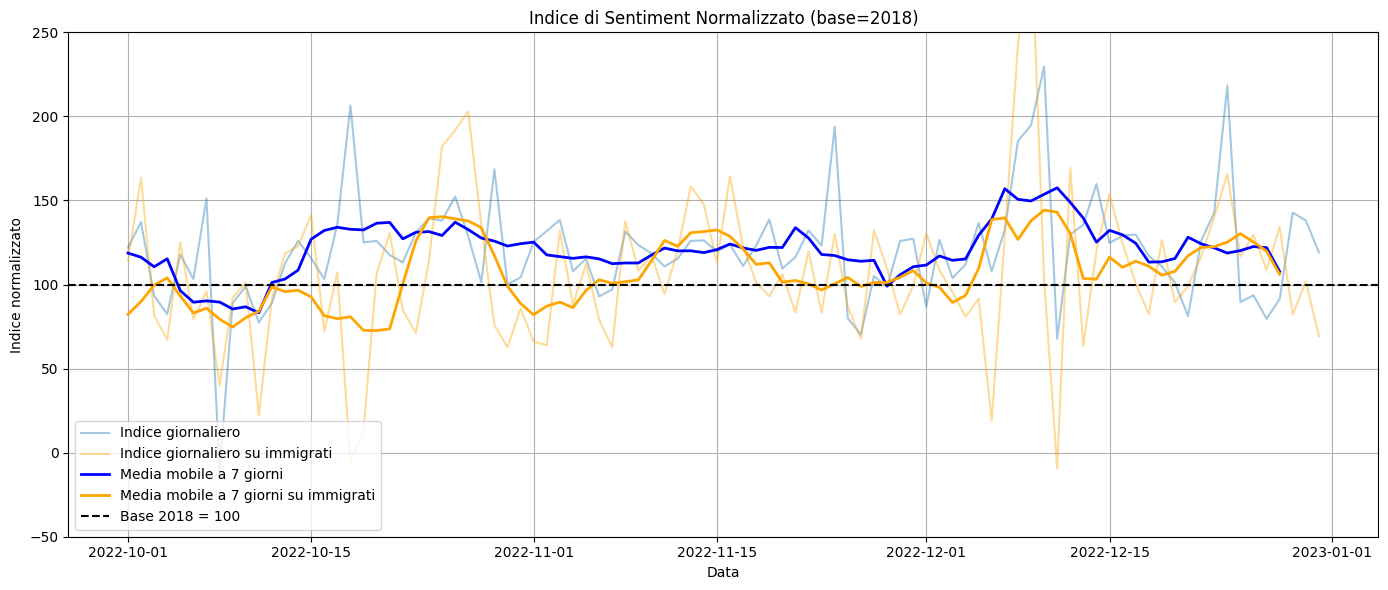 Indice di Sentiment Normalizzato (base=2018)
Indice normalizzato
250
200
150
100
50
0
−50
Indice giornaliero
Indice giornaliero su immigrati
Media mobile a 7 giorni
Media mobile a 7 giorni su immigrati
Base 2018 = 100
2022-10-01
2022-10-15
2022-11-01
2022-11-15
2022-12-01
2022-12-15
2023-01-01
Data